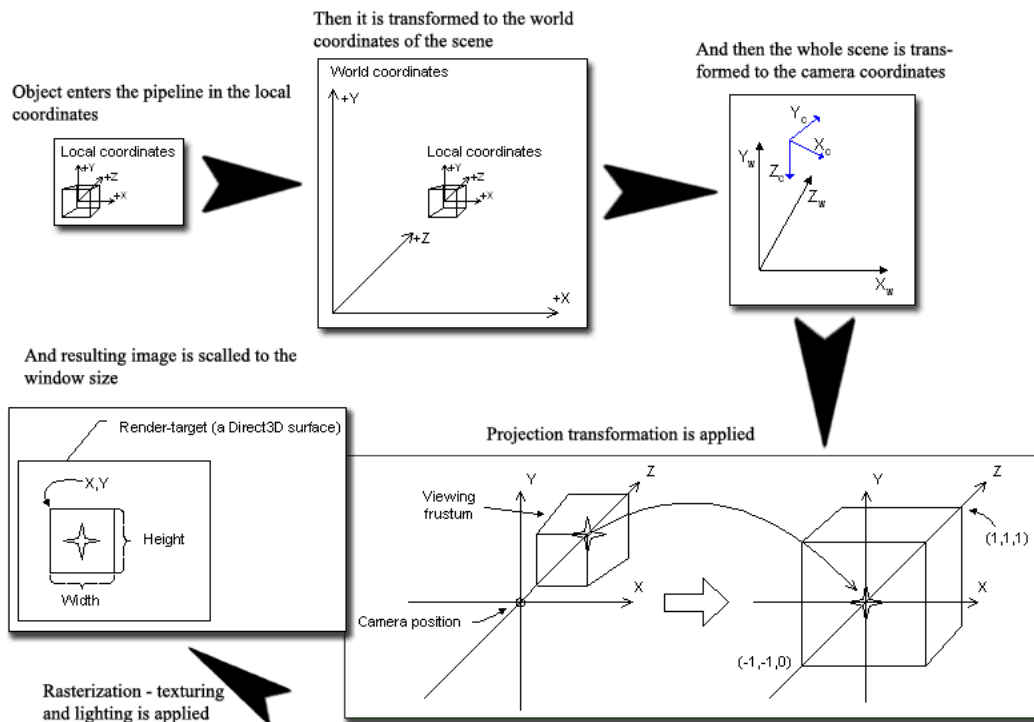 Object enters the pipeline in the local
coordinates
Local coordinates
+Y
+Z
+X
Then it is transformed to the world
coordinates of the scene
World coordinates
+Y
Local coordinates
+Y
+Z
+X
+Z
+X
And then the whole scene is trans-
formed to the camera coordinates
Yc
Xc
Yw
Zc
Zw
Xw
Projection transformation is applied
Y
Z
Viewing
frustum
X
Camera position
Y
Z
(1,1,1)
X
(-1,-1,0)
Rasterization - texturing
and lighting is applied
And resulting image is scalled to the
window size
Render-target (a Direct3D surface)
X,Y
Height
Width